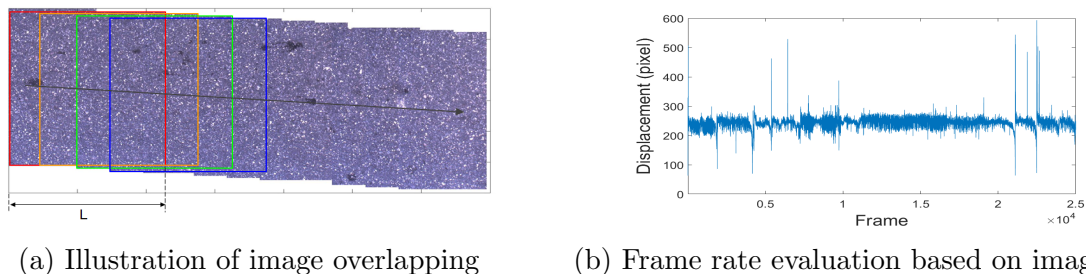 L
(a) Illustration of image overlapping
600
500
400
300
200
100
0
Displacement (pixel)
0.5
1
1.5
2
2.5
×10⁴
Frame
(b) Frame rate evaluation based on imag